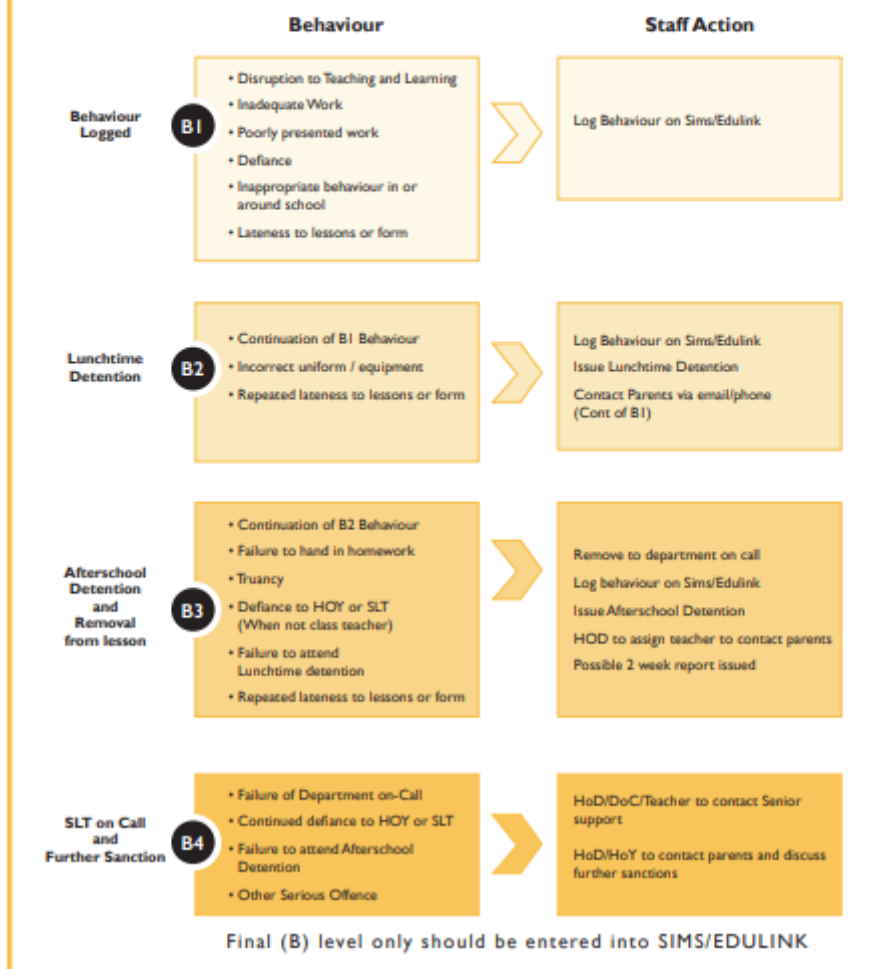 Behaviour
Staff Action
Behaviour
Logged
B1
• Disruption to Teaching and Learning
• Inadequate Work
• Poorly presented work
• Defiance
• Inappropriate behaviour in or
around school
• Lateness to lessons or form
Log Behaviour on Sims/Edulink
Lunchtime
Detention
B2
• Continuation of B1 Behaviour
• Incorrect uniform / equipment
• Repeated lateness to lessons or form
Log Behaviour on Sims/Edulink
Issue Lunchtime Detention
Contact Parents via email/phone
(Cont of B1)
Afterschool
Detention
and
Removal
from lesson
B3
• Continuation of B2 Behaviour
• Failure to hand in homework
• Truancy
• Defiance to HOY or SLT
(When not class teacher)
• Failure to attend
Lunchtime detention
• Repeated lateness to lessons or form
Remove to department on call
Log behaviour on Sims/Edulink
Issue Afterschool Detention
HOD to assign teacher to contact parents
Possible 2 week report issued
SLT on Call
and
Further Sanction
B4
• Failure of Department on-Call
• Continued defiance to HOY or SLT
• Failure to attend Afterschool
Detention
• Other Serious Offence
HoD/DoC/Teacher to contact Senior
support
HoD/HoY to contact parents and discuss
further sanctions
Final (B) level only should be entered into SIMS/EDULINK